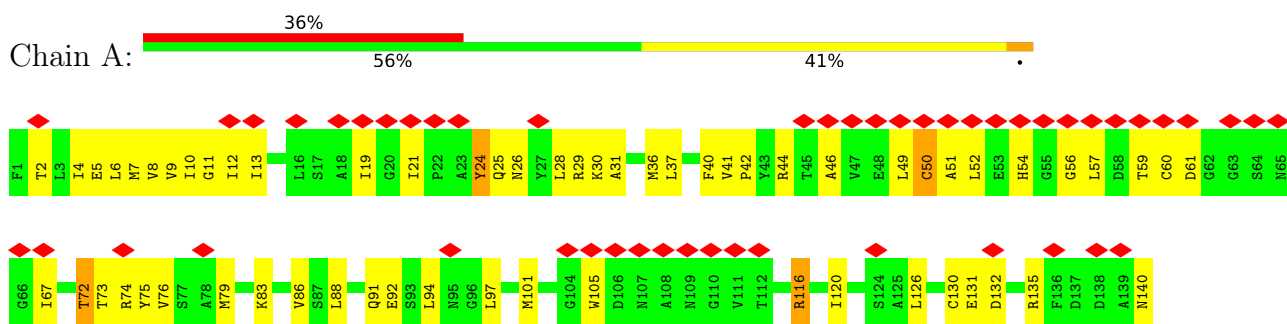 36%
Chain A:
56% 41% •
F1 T2 L3 I4 E5 L6 M7 V8 V9 I10 G11 I12 I13 L16 S17 A18 I19 G20 I21 P22 A23 Y24 Q25 N26 Y27 L28 R29 K30 A31 M36 L37 F40 V41 P42 Y43 R44 T45 A46 V47 E48 L49 C50 A51 L52 E53 H54 G55 G56 L57 D58 T59 C60 D61 G62 G63 S64 N65
G66 I67 T72 T73 R74 Y75 V76 S77 A78 M79 K83 V86 S87 L88 Q91 E92 S93 L94 N95 G96 L97 M101 G104 W105 D106 N107 A108 N109 G110 V111 T112 R116 I120 S124 A125 L126 C130 E131 D132 R135 F136 D137 D138 A139 N140